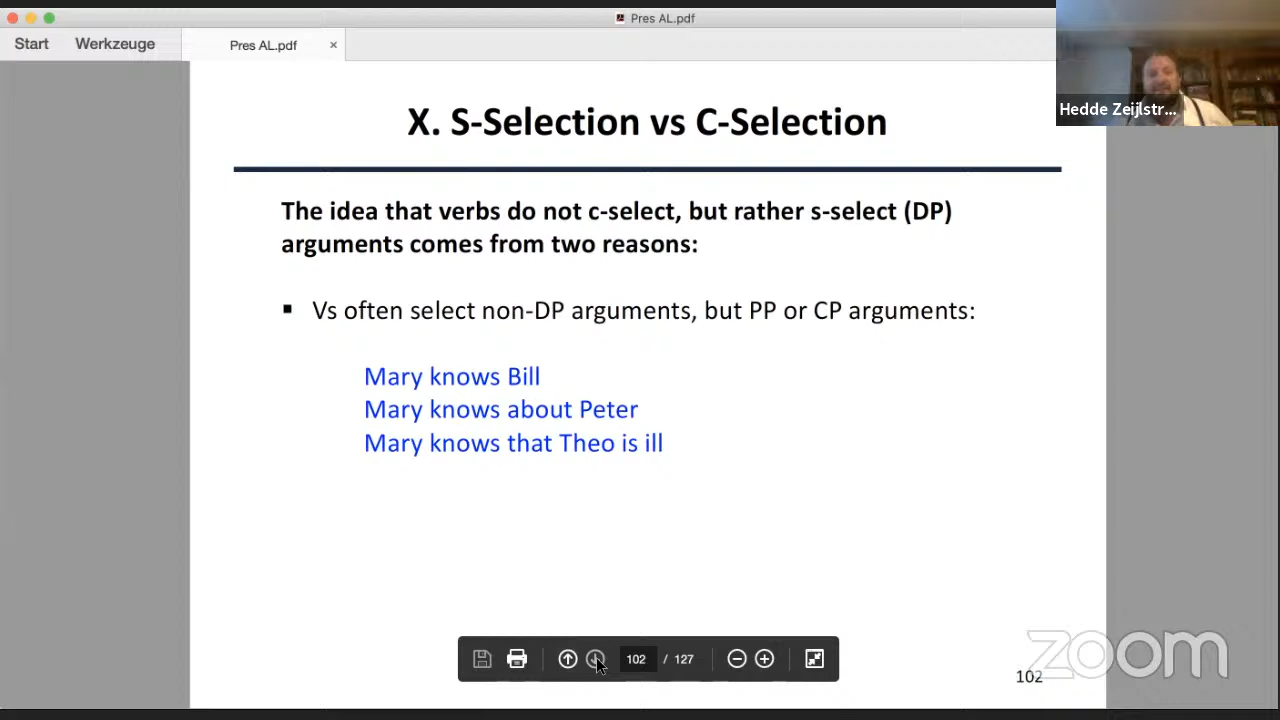 Pres AL.pdf
Start Werkzeuge Pres AL.pdf ×
Hedde Zeijlstr...
X. S-Selection vs C-Selection
The idea that verbs do not c-select, but rather s-select (DP)
arguments comes from two reasons:
▪ Vs often select non-DP arguments, but PP or CP arguments:
Mary knows Bill
Mary knows about Peter
Mary knows that Theo is ill
102 / 127
zoom
102